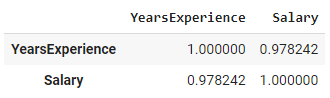 YearsExperience Salary
YearsExperience 1.000000 0.978242
Salary 0.978242 1.000000